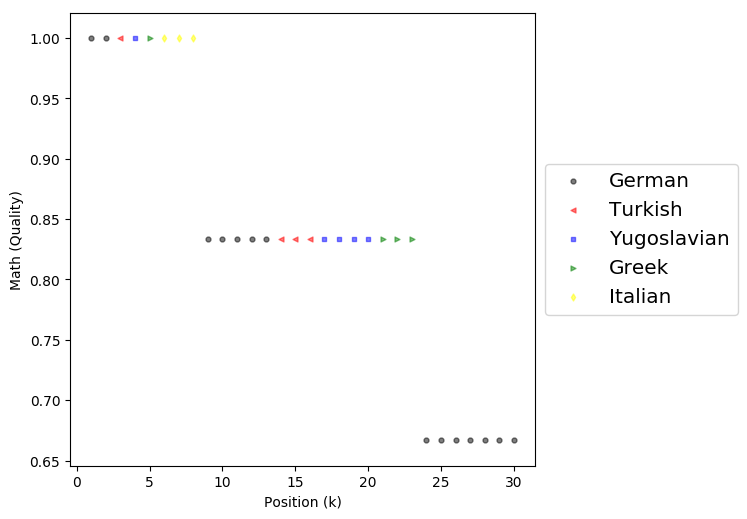 1.00
0.95
0.90
0.85
0.80
0.75
0.70
0.65
Math (Quality)
0 5 10 15 20 25 30
Position (k)
German
Turkish
Yugoslavian
Greek
Italian